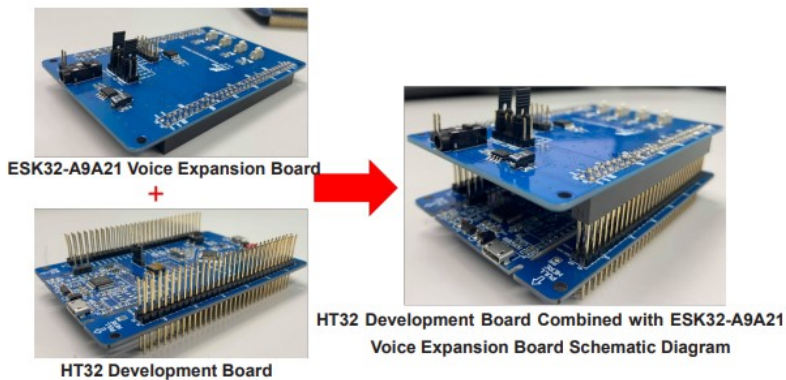 ESK32-A9A21 Voice Expansion Board
+
HT32 Development Board
HT32 Development Board Combined with ESK32-A9A21
Voice Expansion Board Schematic Diagram